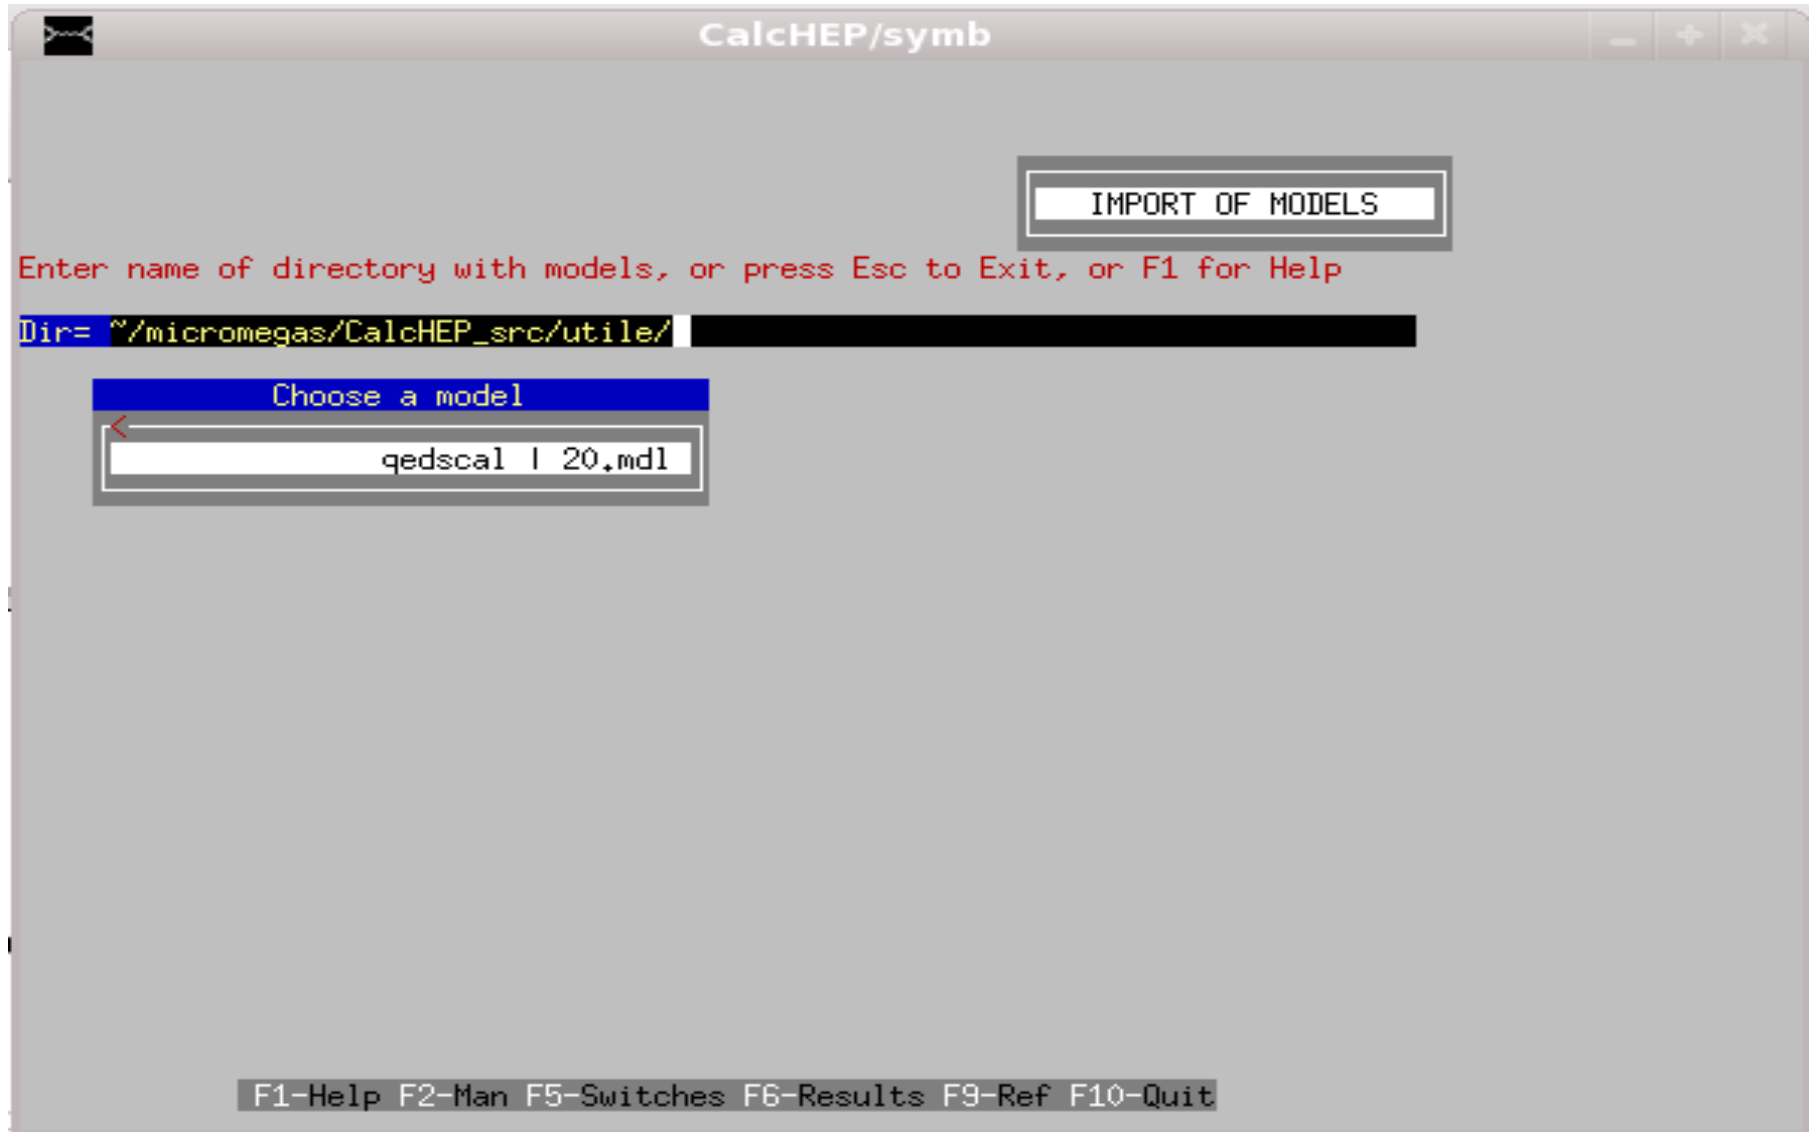 CalcHEP/symb
IMPORT OF MODELS
Enter name of directory with models, or press Esc to Exit, or F1 for Help
Dir= ~/micromegas/CalcHEP_src/utile/
Choose a model
<
qedscal | 20.mdl
F1-Help F2-Man F5-Switches F6-Results F9-Ref F10-Quit